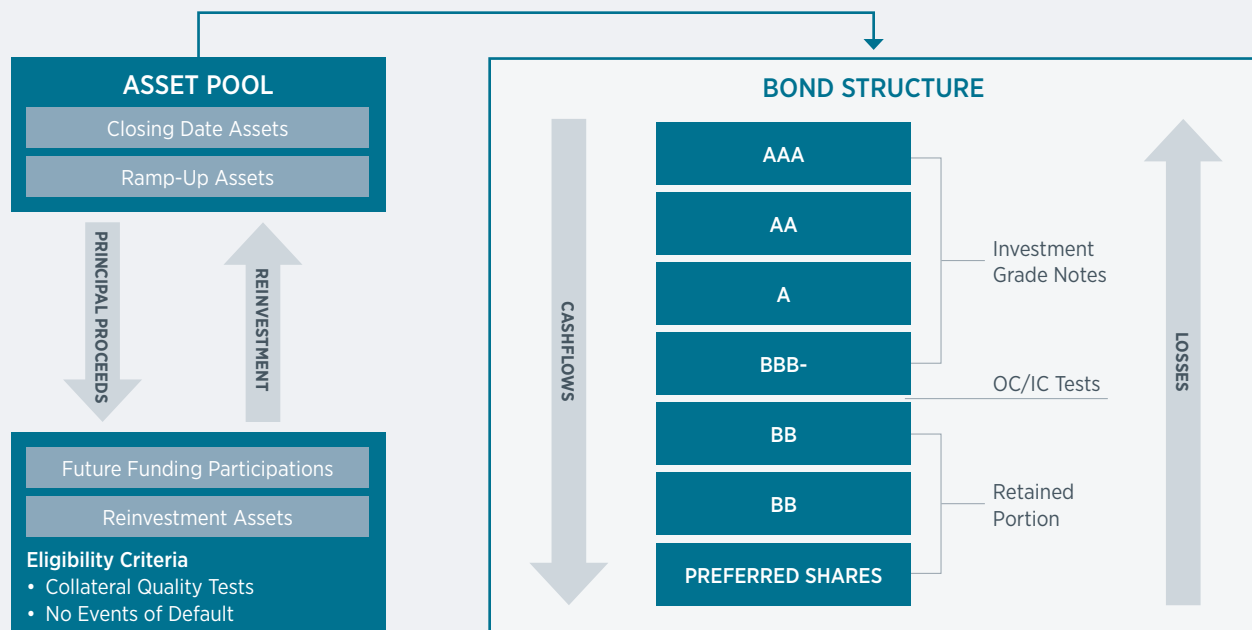 ASSET POOL
Closing Date Assets
Ramp-Up Assets
PRINCIPAL PROCEEDS
REINVESTMENT
Future Funding Participations
Reinvestment Assets
Eligibility Criteria
• Collateral Quality Tests
• No Events of Default
BOND STRUCTURE
CASHFLOWS
AAA
AA
A
BBB-
BB
BB
PREFERRED SHARES
Investment
Grade Notes
OC/IC Tests
Retained
Portion
LOSSES